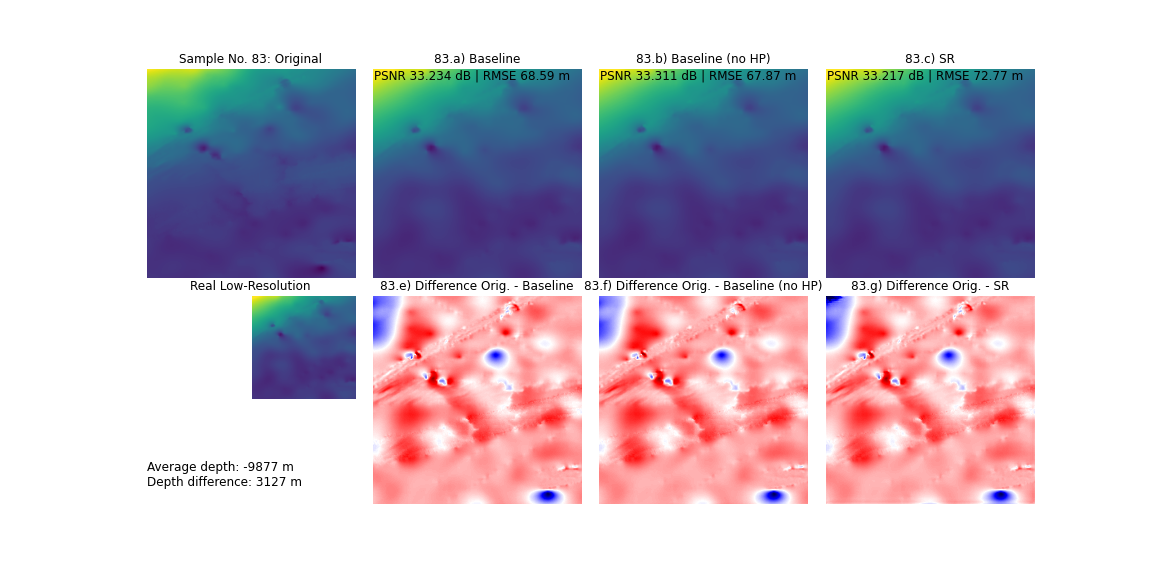 Sample No. 83: Original
83.a) Baseline
83.b) Baseline (no HP)
83.c) SR
PSNR 33.234 dB | RMSE 68.59 m
PSNR 33.311 dB | RMSE 67.87 m
PSNR 33.217 dB | RMSE 72.77 m
Real Low-Resolution
83.e) Difference Orig. - Baseline
83.f) Difference Orig. - Baseline (no HP)
83.g) Difference Orig. - SR
Average depth: -9877 m
Depth difference: 3127 m